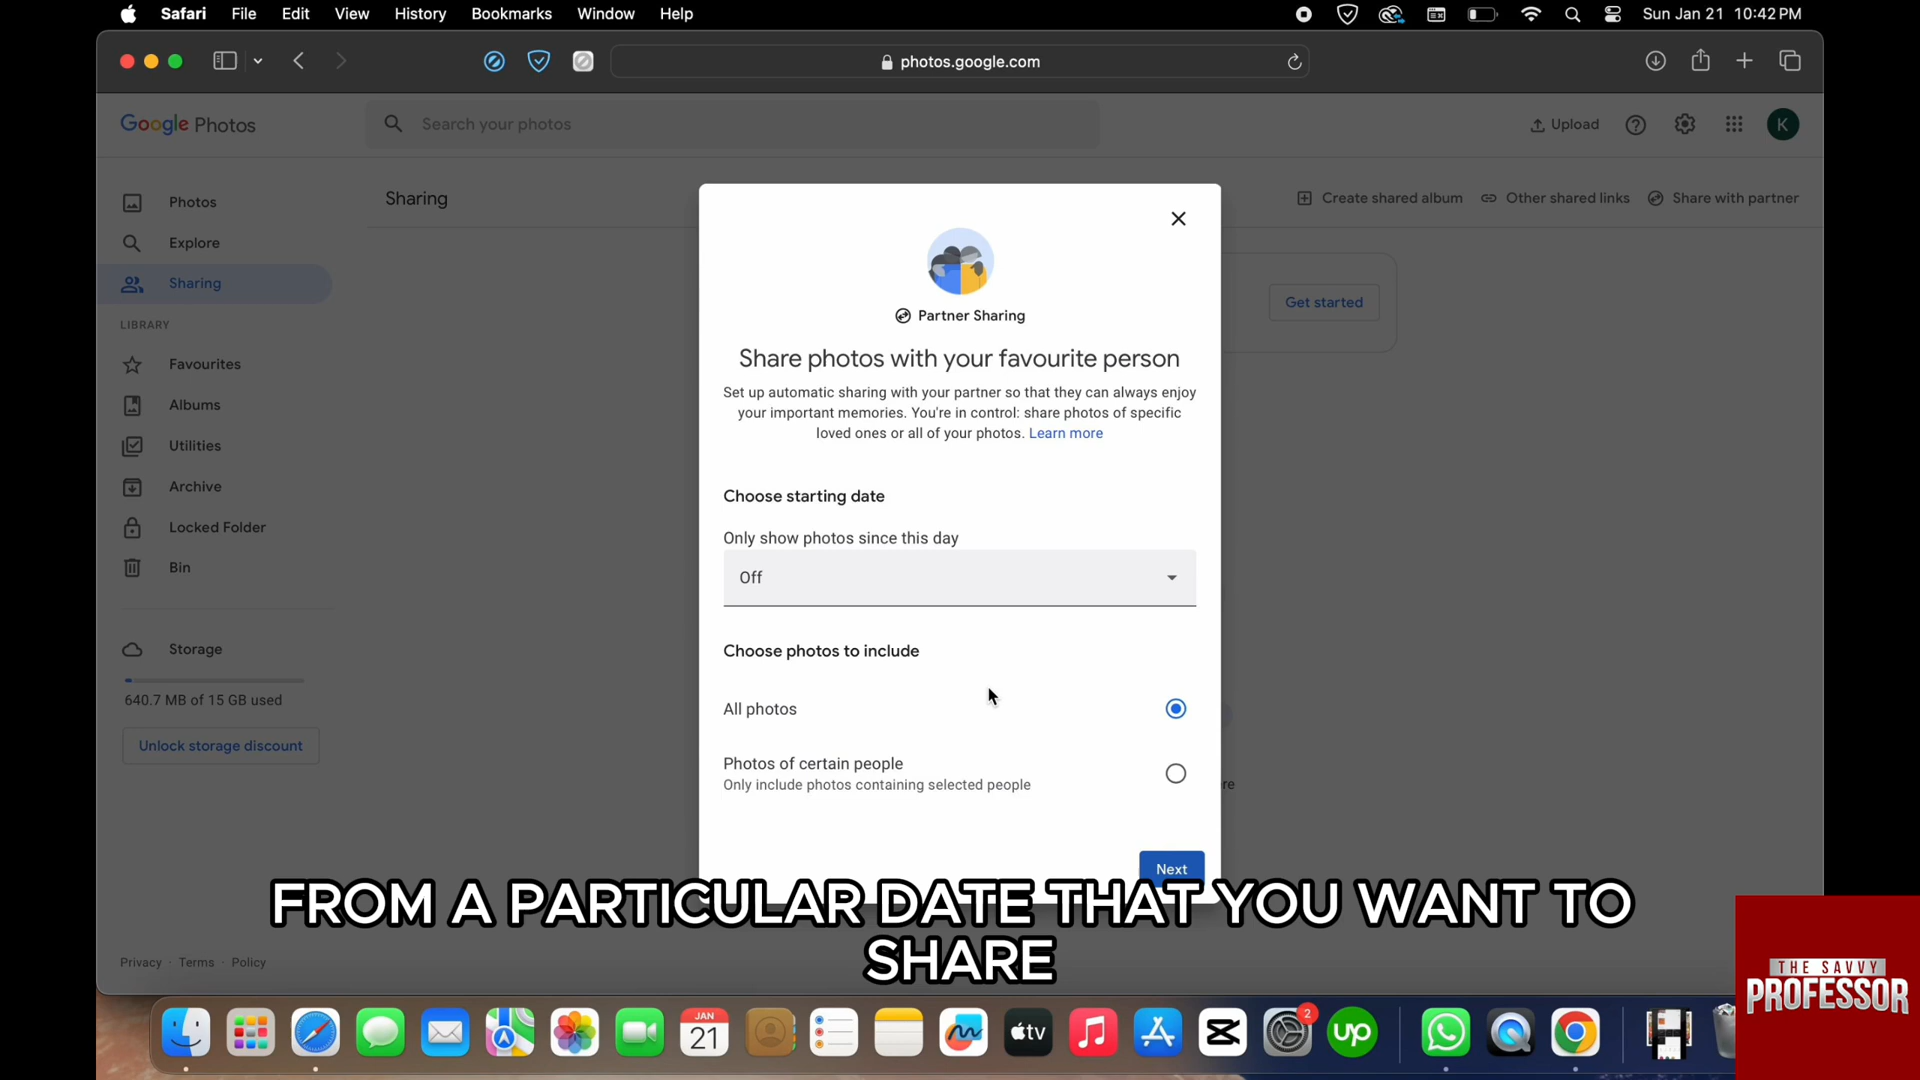 Safari File Edit View History Bookmarks Window Help
Sun Jan 21 10:42 PM
photos.google.com
Google Photos
Search your photos
Upload
K
Photos
Explore
Sharing
LIBRARY
Favourites
Albums
Utilities
Archive
Locked Folder
Bin
Storage
640.7 MB of 15 GB used
Unlock storage discount
Privacy · Terms · Policy
Sharing
Create shared album
Other shared links
Share with partner
Get started
Partner Sharing
Share photos with your favourite person
Set up automatic sharing with your partner so that they can always enjoy
your important memories. You're in control: share photos of specific
loved ones or all of your photos. Learn more
Choose starting date
Only show photos since this day
Off
Choose photos to include
All photos
Photos of certain people
Only include photos containing selected people
re
Next
FROM A PARTICULAR DATE THAT YOU WANT TO
SHARE
THE SAVVY
PROFESSOR
JAN
21
tv
2
up